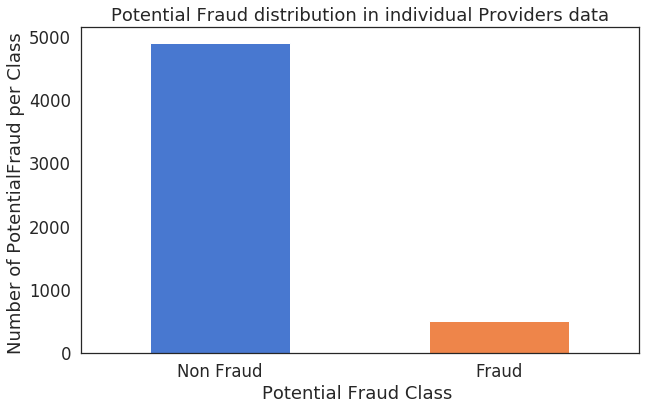 Potential Fraud distribution in individual Providers data
Number of PotentialFraud per Class
5000
4000
3000
2000
1000
0
Non Fraud
Fraud
Potential Fraud Class